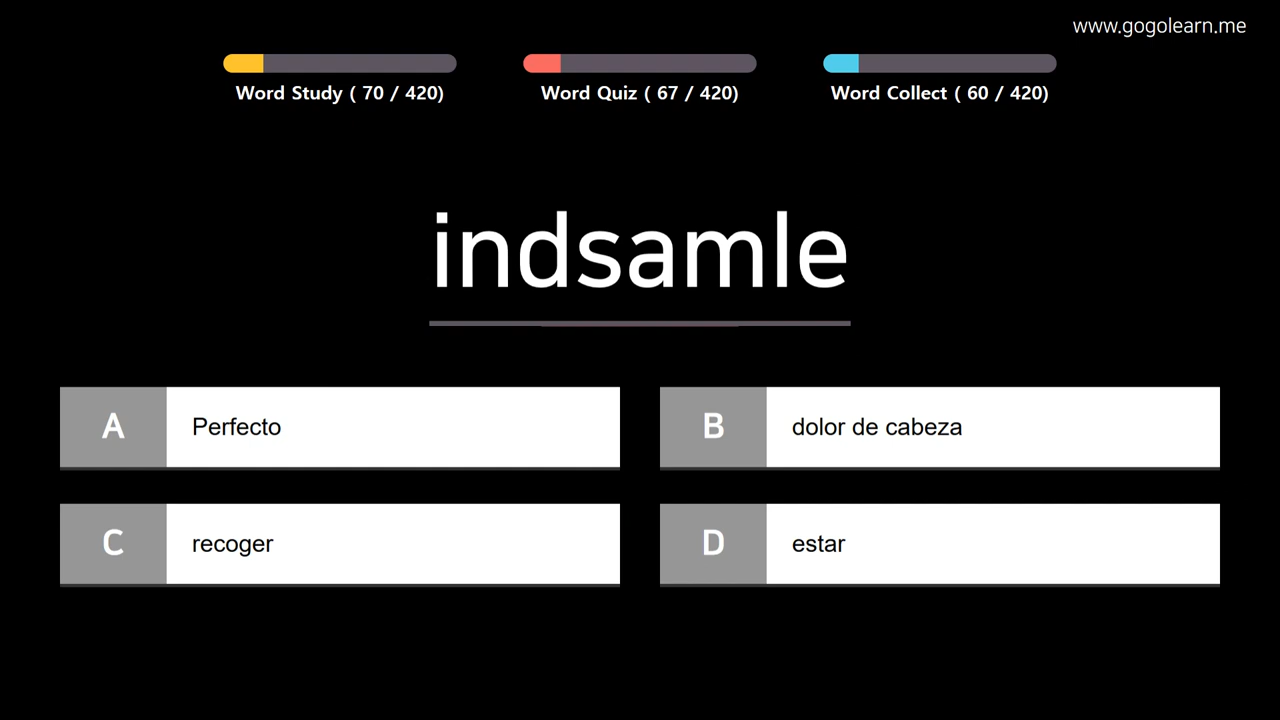 www.gogolearn.me
Word Study ( 70 / 420)
Word Quiz ( 67 / 420)
Word Collect ( 60 / 420)
indsamle
A
Perfecto
B
dolor de cabeza
C
recoger
D
estar